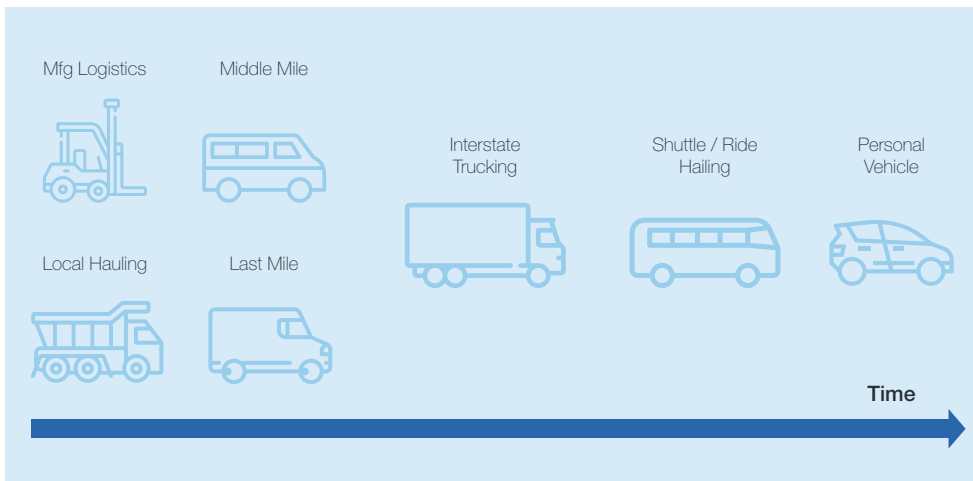 Mfg Logistics
Middle Mile
Interstate
Trucking
Shuttle / Ride
Hailing
Personal
Vehicle
Local Hauling
Last Mile
Time